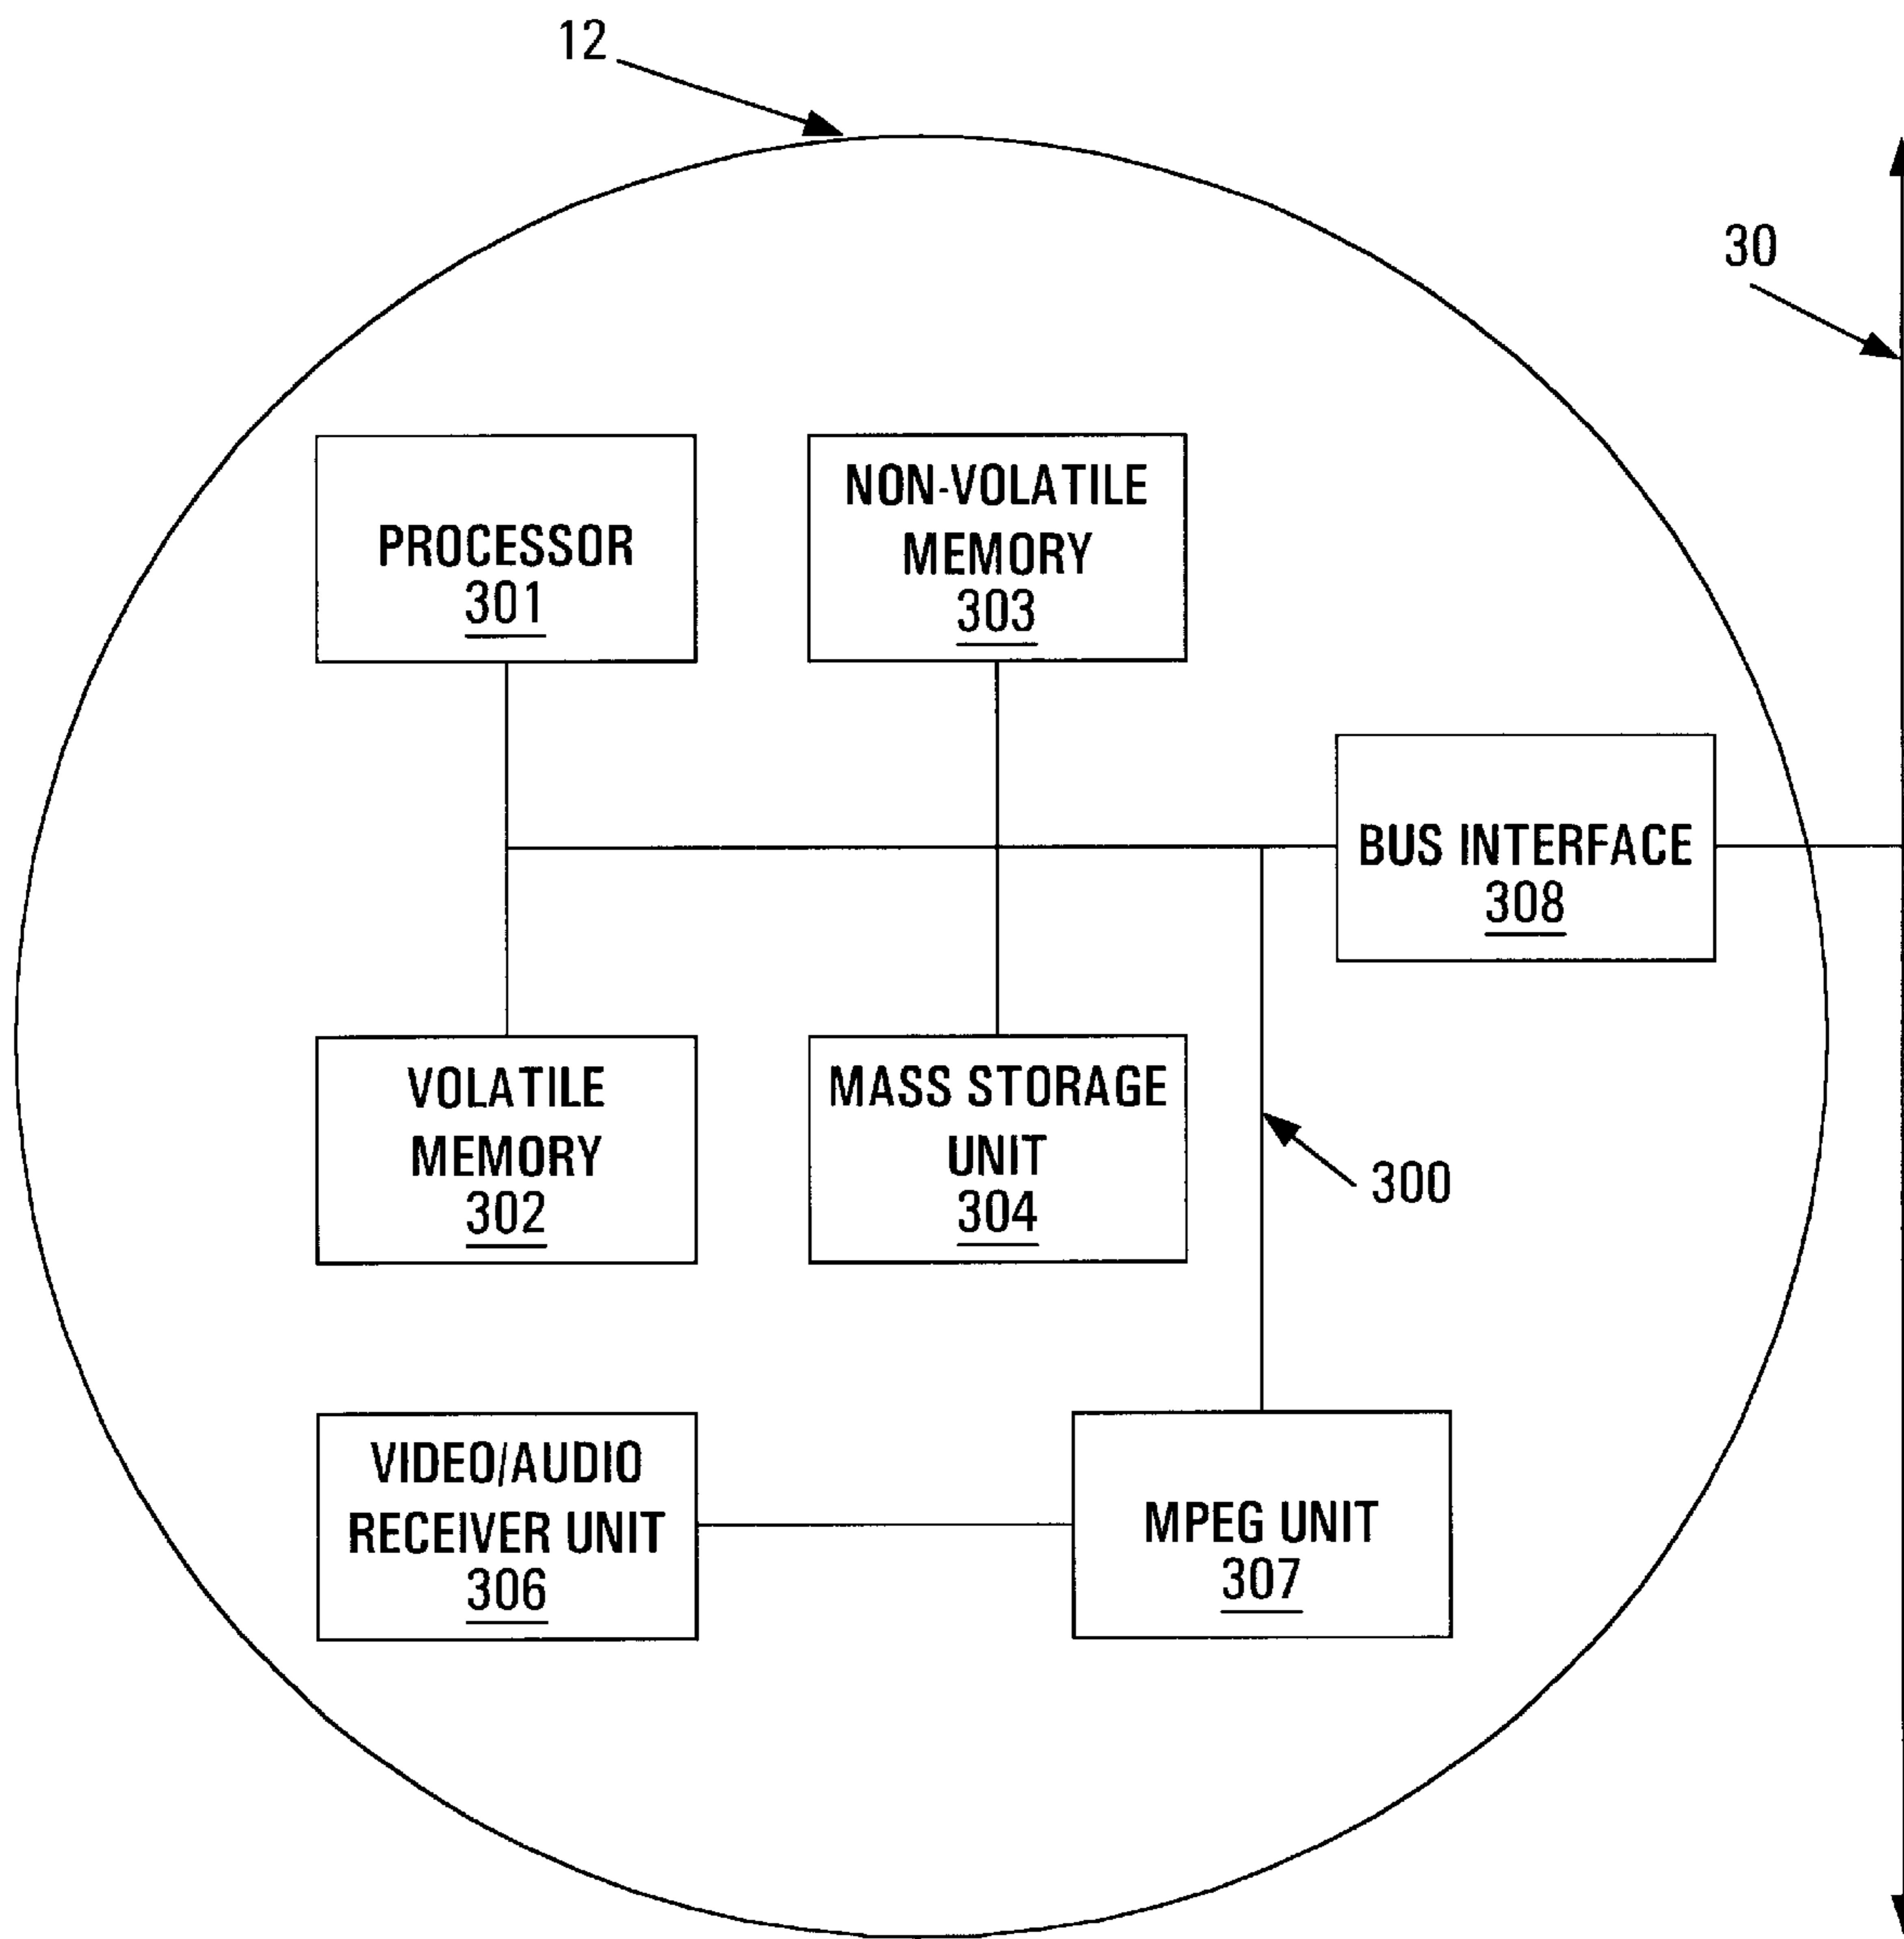 12
30
PROCESSOR
301
NON-VOLATILE
MEMORY
303
BUS INTERFACE
308
VOLATILE
MEMORY
302
MASS STORAGE
UNIT
304
300
VIDEO/AUDIO
RECEIVER UNIT
306
MPEG UNIT
307